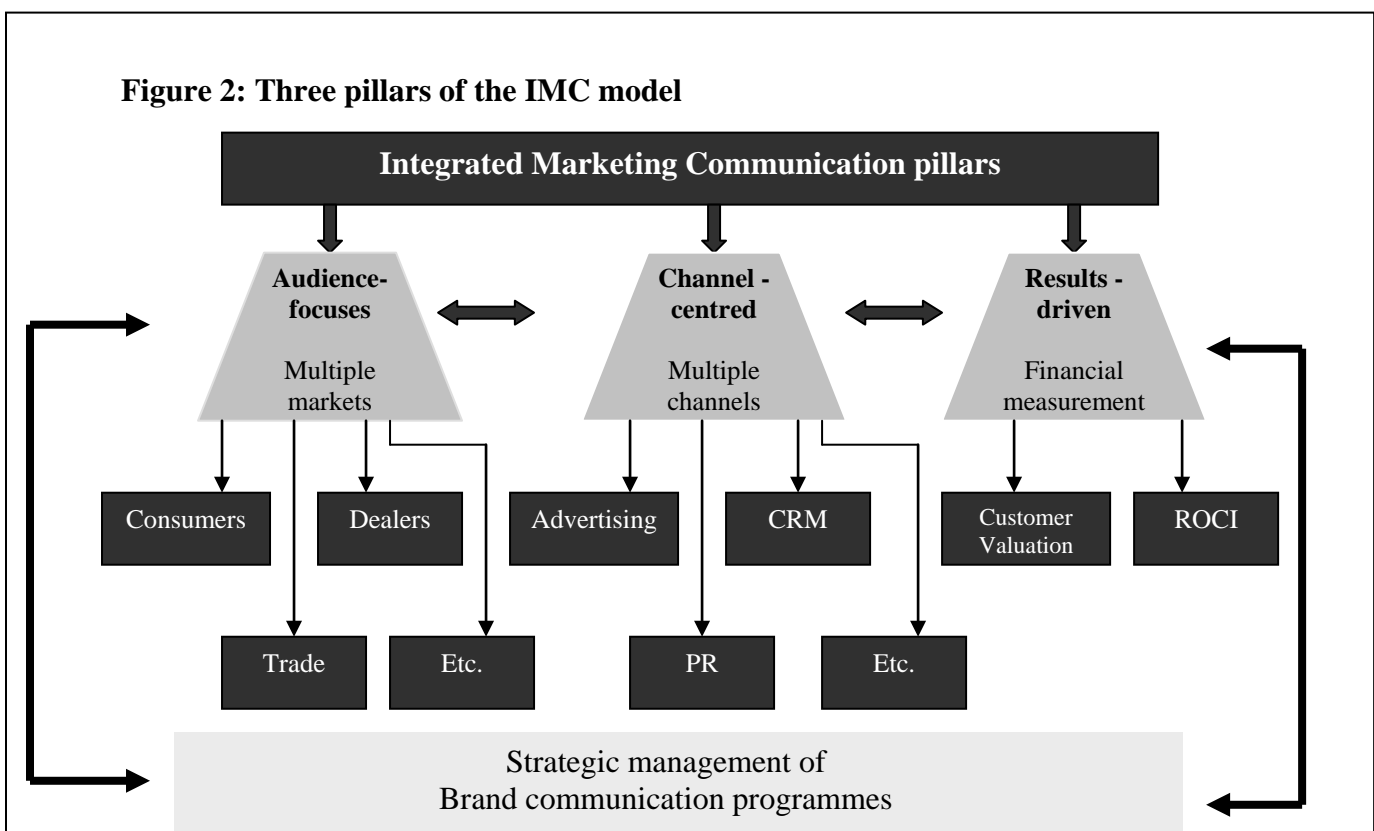 Figure 2: Three pillars of the IMC model
Integrated Marketing Communication pillars
Audience-
focuses
Multiple
markets
Channel -
centred
Multiple
channels
Results -
driven
Financial
measurement
Consumers
Dealers
Advertising
CRM
Customer
Valuation
ROCI
Trade
Etc.
PR
Etc.
Strategic management of
Brand communication programmes